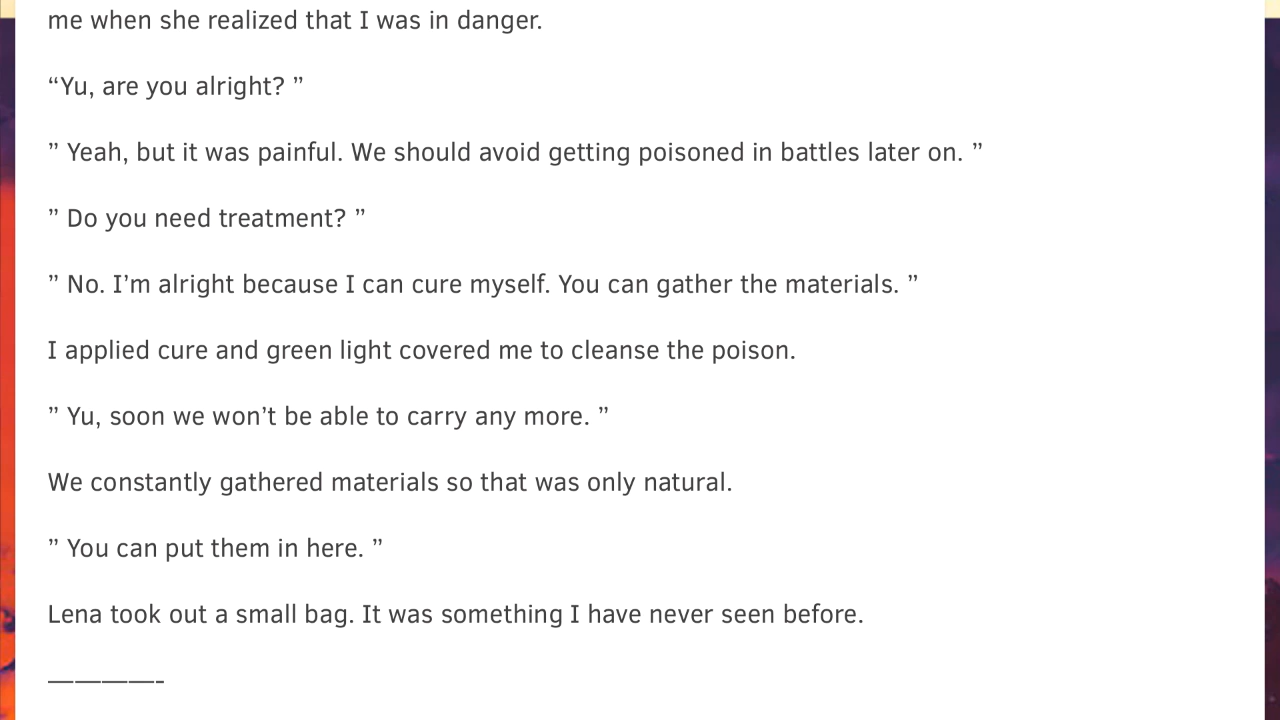 me when she realized that I was in danger.
“Yu, are you alright? ”
” Yeah, but it was painful. We should avoid getting poisoned in battles later on. ”
” Do you need treatment? ”
” No. I’m alright because I can cure myself. You can gather the materials. ”
I applied cure and green light covered me to cleanse the poison.
” Yu, soon we won’t be able to carry any more. ”
We constantly gathered materials so that was only natural.
” You can put them in here. ”
Lena took out a small bag. It was something I have never seen before.
————-